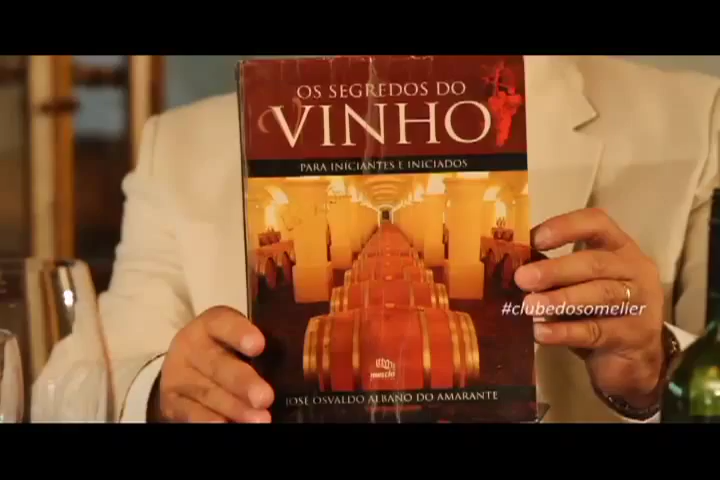 OS SEGREDOS DO
VINHO
PARA INICIANTES E INICIADOS
#clubedosomelier
JOSÉ OSVALDO ALBANO DO AMARANTE